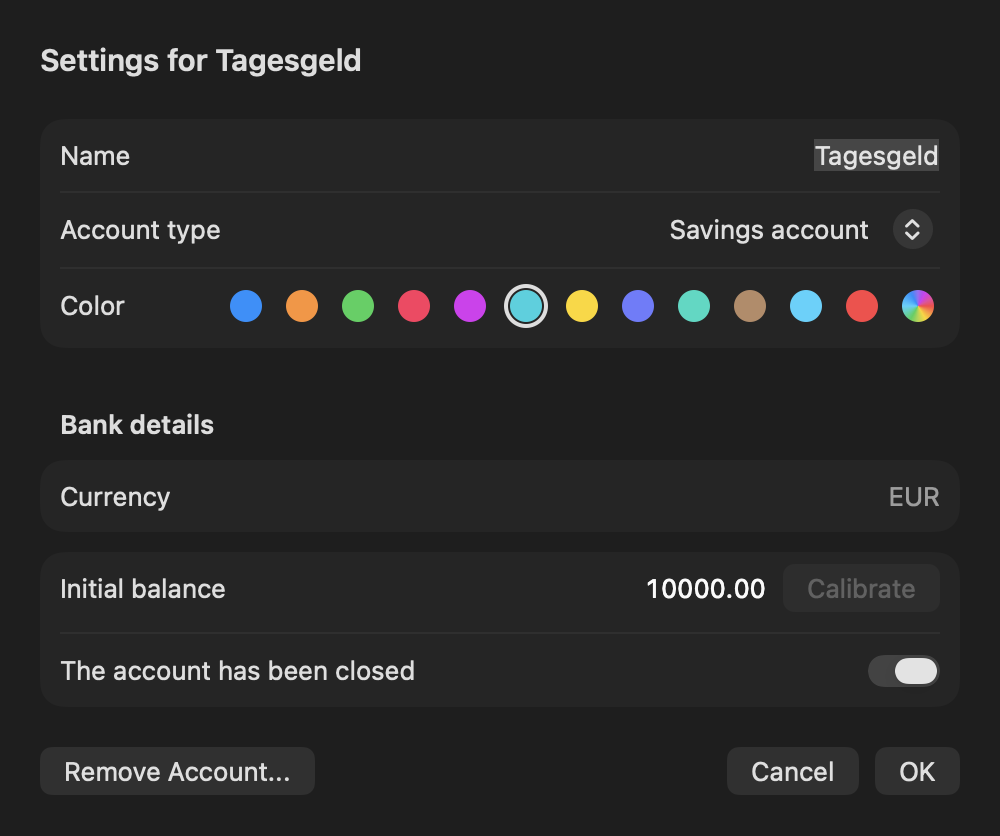 Settings for Tagesgeld
Name Tagesgeld
Account type Savings account
Color
Bank details
Currency EUR
Initial balance 10000.00 Calibrate
The account has been closed
Remove Account... Cancel OK